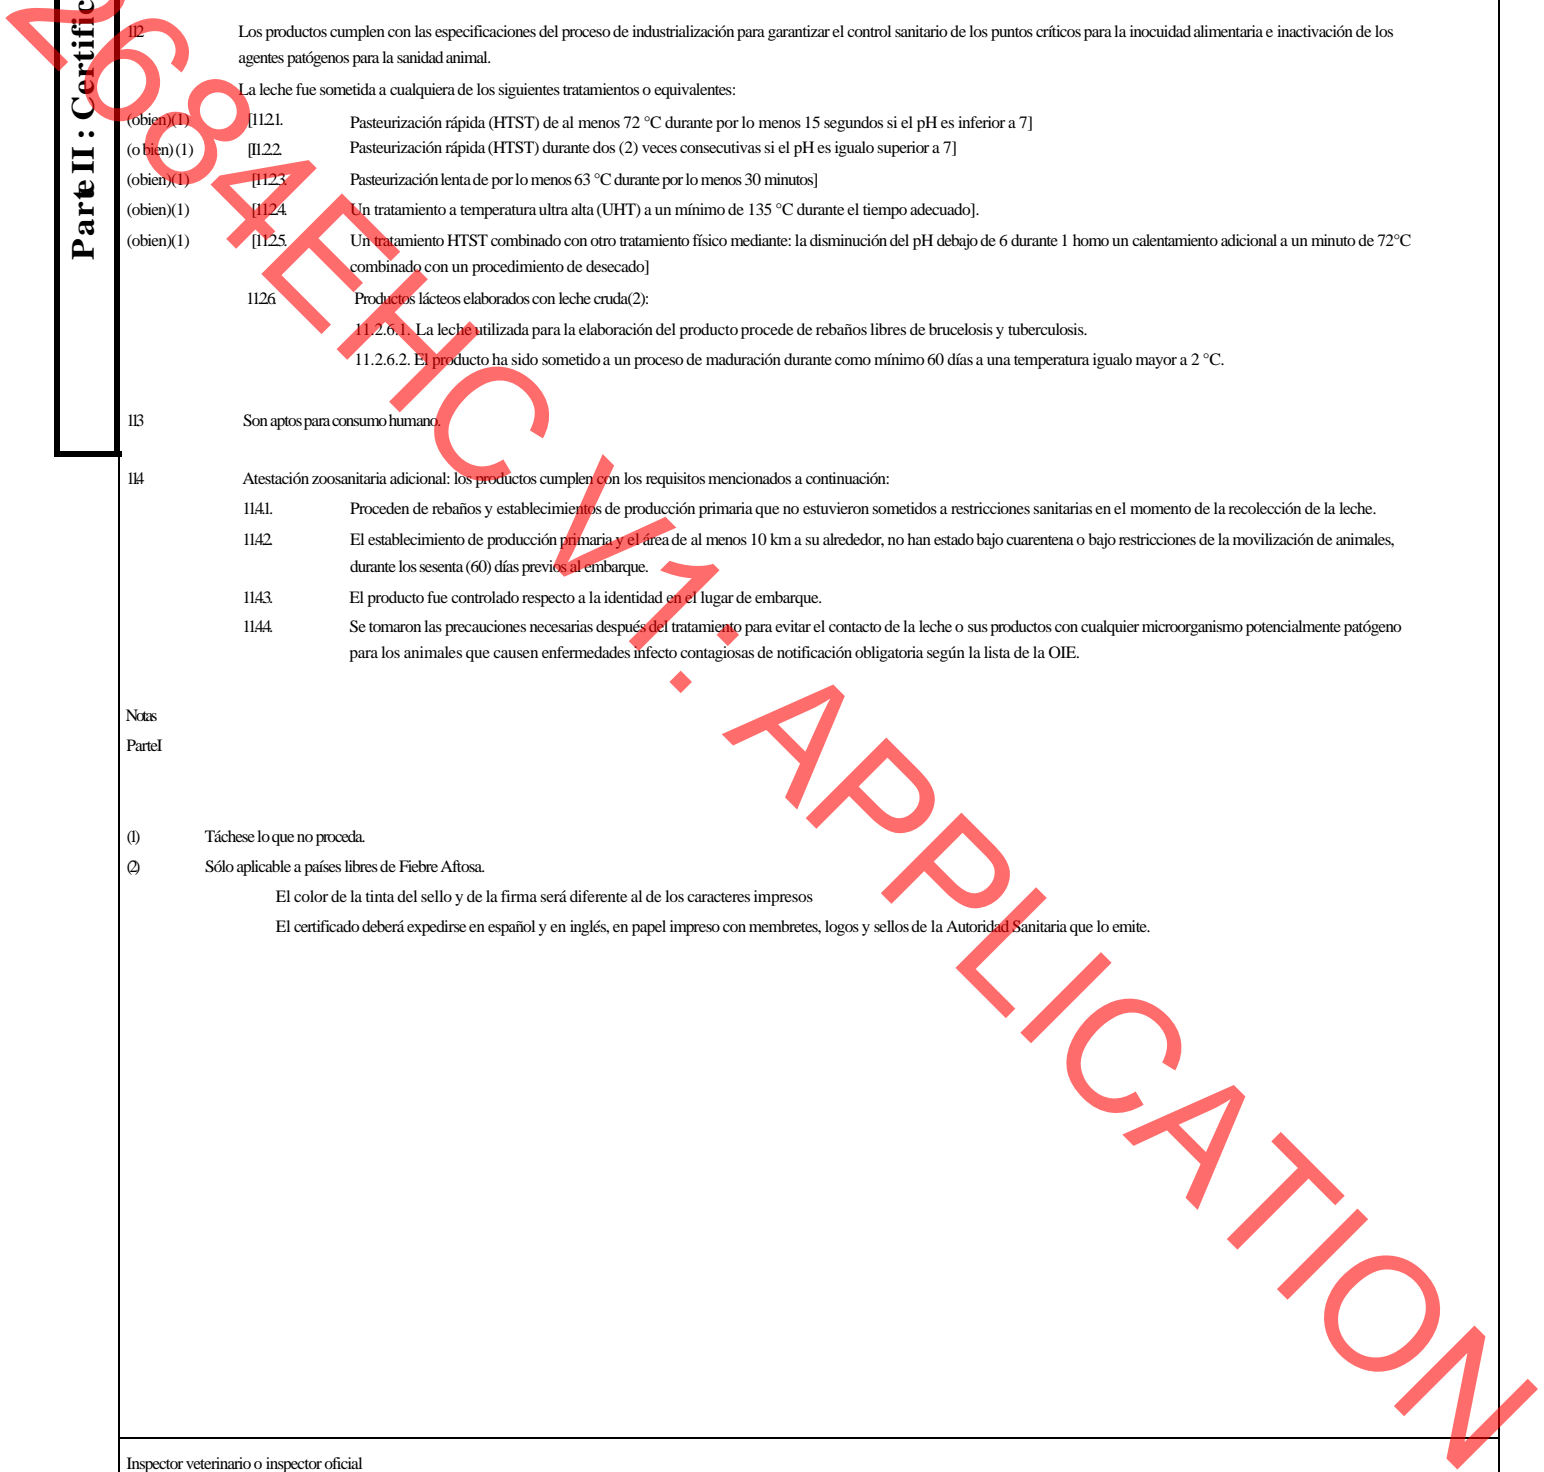 Parte II : Certific
112 Los productos cumplen con las especificaciones del proceso de industrialización para garantizar el control sanitario de los puntos críticos para la inocuidad alimentaria e inactivación de los
agentes patógenos para la sanidad animal.
La leche fue sometida a cualquiera de los siguientes tratamientos o equivalentes:
(obien)(1) [11.2.1. Pasteurización rápida (HTST) de al menos 72 °C durante por lo menos 15 segundos si el pH es inferior a 7]
(o bien) (1) [II.2.2. Pasteurización rápida (HTST) durante dos (2) veces consecutivas si el pH es igualo superior a 7]
(obien)(1) [11.2.3. Pasteurización lenta de por lo menos 63 °C durante por lo menos 30 minutos]
(obien)(1) [11.2.4. Un tratamiento a temperatura ultra alta (UHT) a un mínimo de 135 °C durante el tiempo adecuado].
(obien)(1) [11.2.5. Un tratamiento HTST combinado con otro tratamiento físico mediante: la disminución del pH debajo de 6 durante 1 homo un calentamiento adicional a un minuto de 72°C
combinado con un procedimiento de desecado]
11.2.6. Productos lácteos elaborados con leche cruda(2):
11.2.6.1. La leche utilizada para la elaboración del producto procede de rebaños libres de brucelosis y tuberculosis.
11.2.6.2. El producto ha sido sometido a un proceso de maduración durante como mínimo 60 días a una temperatura igualo mayor a 2 °C.
11.3 Son aptos para consumo humano.
11.4 Atestación zoosanitaria adicional: los productos cumplen con los requisitos mencionados a continuación:
11.4.1. Proceden de rebaños y establecimientos de producción primaria que no estuvieron sometidos a restricciones sanitarias en el momento de la recolección de la leche.
11.4.2. El establecimiento de producción primaria y el área de al menos 10 km a su alrededor, no han estado bajo cuarentena o bajo restricciones de la movilización de animales,
durante los sesenta (60) días previos al embarque.
11.4.3. El producto fue controlado respecto a la identidad en el lugar de embarque.
11.4.4. Se tomaron las precauciones necesarias después del tratamiento para evitar el contacto de la leche o sus productos con cualquier microorganismo potencialmente patógeno
para los animales que causen enfermedades infecto contagiosas de notificación obligatoria según la lista de la OIE.
Notas
ParteI
(1) Táchese lo que no proceda.
(2) Sólo aplicable a países libres de Fiebre Aftosa.
El color de la tinta del sello y de la firma será diferente al de los caracteres impresos
El certificado deberá expedirse en español y en inglés, en papel impreso con membretes, logos y sellos de la Autoridad Sanitaria que lo emite.
Inspector veterinario o inspector oficial
2684EHC V1: APPLICATION